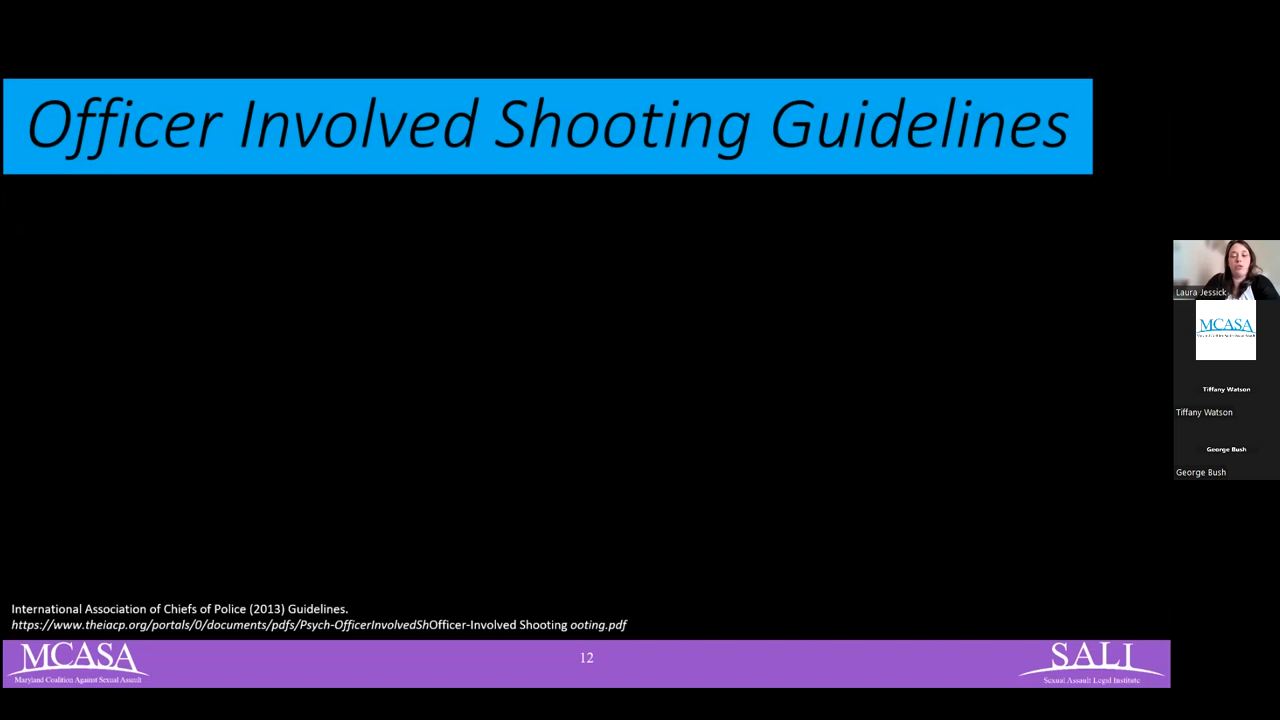 Officer Involved Shooting Guidelines
Laura Jessick
MCASA
Tiffany Watson
Tiffany Watson
George Bush
George Bush
International Association of Chiefs of Police (2013) Guidelines.
https://www.theiacp.org/portals/0/documents/pdfs/Psych-OfficerInvolvedShOfficer-Involved Shooting ooting.pdf
MCASA
Maryland Coalition Against Sexual Assault
12
SALI
Sexual Assault Legal Institute